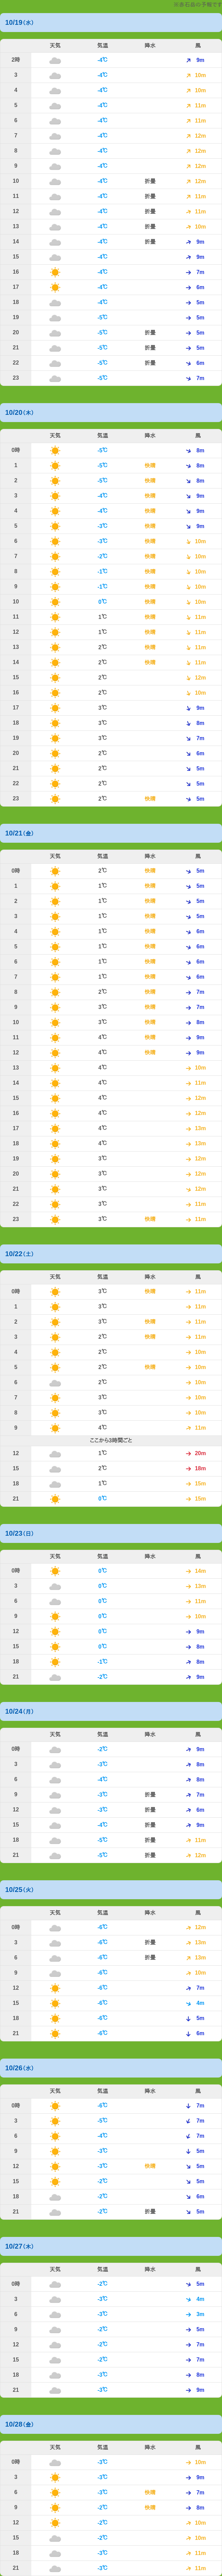 10/19(水)
天気 気温 降水 風
2時 -4℃ 9m
3 -4℃ 10m
4 -4℃ 10m
5 -4℃ 11m
6 -4℃ 11m
7 -4℃ 12m
8 -4℃ 12m
9 -4℃ 12m
10 -4℃ 折曇 12m
11 -4℃ 折曇 11m
12 -4℃ 折曇 11m
13 -4℃ 折曇 10m
14 -4℃ 折曇 9m
15 -4℃ 9m
16 -4℃ 7m
17 -4℃ 6m
18 -4℃ 5m
19 -5℃ 5m
20 -5℃ 折曇 5m
21 -5℃ 折曇 5m
22 -5℃ 折曇 6m
23 -5℃ 7m
10/20(木)
天気 気温 降水 風
0時 -5℃ 8m
1 -5℃ 快晴 8m
2 -5℃ 快晴 8m
3 -4℃ 快晴 9m
4 -4℃ 快晴 9m
5 -3℃ 快晴 9m
6 -3℃ 快晴 10m
7 -2℃ 快晴 10m
8 -1℃ 快晴 10m
9 -1℃ 快晴 10m
10 0℃ 快晴 10m
11 1℃ 快晴 11m
12 1℃ 快晴 11m
13 2℃ 快晴 11m
14 2℃ 快晴 11m
15 2℃ 12m
16 2℃ 10m
17 3℃ 9m
18 3℃ 8m
19 3℃ 7m
20 2℃ 6m
21 2℃ 5m
22 2℃ 5m
23 2℃ 快晴 5m
10/21(金)
天気 気温 降水 風
0時 2℃ 快晴 5m
1 1℃ 快晴 5m
2 1℃ 快晴 5m
3 1℃ 快晴 5m
4 1℃ 快晴 6m
5 1℃ 快晴 6m
6 1℃ 快晴 6m
7 1℃ 快晴 6m
8 2℃ 快晴 7m
9 3℃ 快晴 7m
10 3℃ 快晴 8m
11 4℃ 快晴 9m
12 4℃ 快晴 9m
13 4℃ 10m
14 4℃ 11m
15 4℃ 12m
16 4℃ 12m
17 4℃ 13m
18 4℃ 13m
19 3℃ 12m
20 3℃ 12m
21 3℃ 12m
22 3℃ 11m
23 3℃ 快晴 11m
10/22(土)
天気 気温 降水 風
0時 3℃ 快晴 11m
1 3℃ 11m
2 3℃ 快晴 11m
3 2℃ 快晴 11m
4 2℃ 10m
5 2℃ 快晴 10m
6 2℃ 10m
7 3℃ 10m
8 3℃ 10m
9 4℃ 11m
ここから3時間ごと
12 1℃ 20m
15 2℃ 18m
18 1℃ 15m
21 0℃ 15m
10/23(日)
天気 気温 降水 風
0時 0℃ 14m
3 0℃ 13m
6 0℃ 11m
9 0℃ 10m
12 0℃ 9m
15 0℃ 8m
18 -1℃ 8m
21 -2℃ 9m
10/24(月)
天気 気温 降水 風
0時 -2℃ 9m
3 -3℃ 8m
6 -4℃ 8m
9 -3℃ 折曇 7m
12 -3℃ 折曇 6m
15 -4℃ 折曇 9m
18 -5℃ 折曇 11m
21 -5℃ 折曇 12m
10/25(火)
天気 気温 降水 風
0時 -6℃ 12m
3 -6℃ 折曇 13m
6 -6℃ 折曇 13m
9 -6℃ 10m
12 -6℃ 7m
15 -6℃ 4m
18 -6℃ 5m
21 -6℃ 6m
10/26(水)
天気 気温 降水 風
0時 -6℃ 7m
3 -5℃ 7m
6 -4℃ 7m
9 -3℃ 5m
12 -3℃ 快晴 5m
15 -2℃ 5m
18 -2℃ 6m
21 -2℃ 折曇 5m
10/27(木)
天気 気温 降水 風
0時 -2℃ 5m
3 -3℃ 4m
6 -3℃ 3m
9 -2℃ 5m
12 -2℃ 7m
15 -2℃ 7m
18 -3℃ 8m
21 -3℃ 9m
10/28(金)
天気 気温 降水 風
0時 -3℃ 10m
3 -3℃ 9m
6 -3℃ 快晴 7m
9 -2℃ 快晴 8m
12 -2℃ 10m
15 -2℃ 10m
18 -3℃ 11m
21 -3℃ 11m